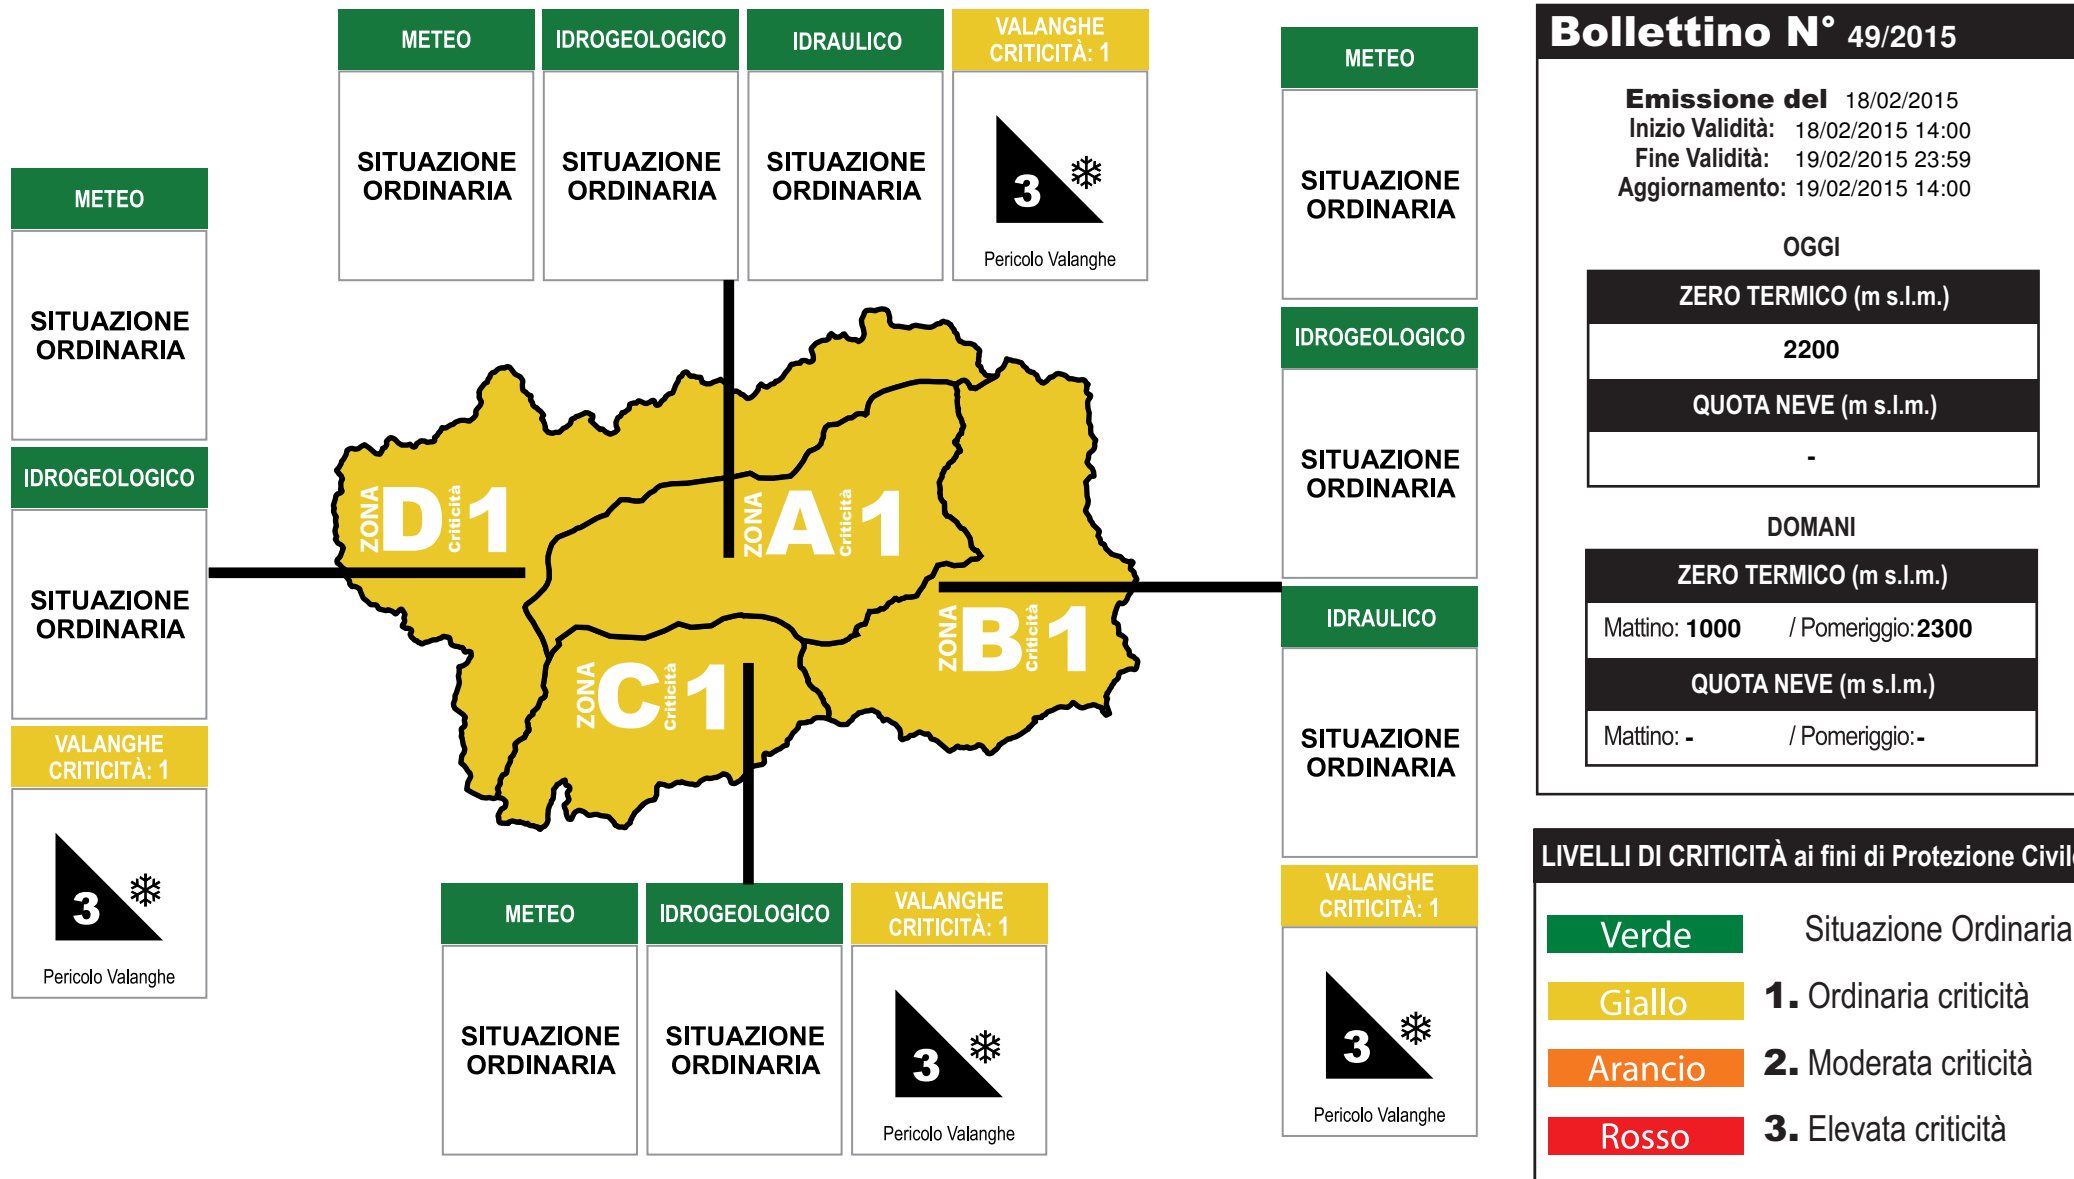 METEO
IDROGEOLOGICO
IDRAULICO
VALANGHE
CRITICITÀ: 1
SITUAZIONE
ORDINARIA
SITUAZIONE
ORDINARIA
SITUAZIONE
ORDINARIA
3
Pericolo Valanghe
METEO
SITUAZIONE
ORDINARIA
IDROGEOLOGICO
SITUAZIONE
ORDINARIA
VALANGHE
CRITICITÀ: 1
3
Pericolo Valanghe
ZONA D Criticità 1
ZONA A Criticità 1
ZONA B Criticità 1
ZONA C Criticità 1
METEO
IDROGEOLOGICO
VALANGHE
CRITICITÀ: 1
SITUAZIONE
ORDINARIA
SITUAZIONE
ORDINARIA
3
Pericolo Valanghe
METEO
SITUAZIONE
ORDINARIA
IDROGEOLOGICO
SITUAZIONE
ORDINARIA
IDRAULICO
SITUAZIONE
ORDINARIA
VALANGHE
CRITICITÀ: 1
3
Pericolo Valanghe
Bollettino N° 49/2015
Emissione del 18/02/2015
Inizio Validità: 18/02/2015 14:00
Fine Validità: 19/02/2015 23:59
Aggiornamento: 19/02/2015 14:00
OGGI
ZERO TERMICO (m s.l.m.)
2200
QUOTA NEVE (m s.l.m.)
-
DOMANI
ZERO TERMICO (m s.l.m.)
Mattino: 1000 / Pomeriggio: 2300
QUOTA NEVE (m s.l.m.)
Mattino: - / Pomeriggio: -
LIVELLI DI CRITICITÀ ai fini di Protezione Civile
Verde Situazione Ordinaria
Giallo 1. Ordinaria criticità
Arancio 2. Moderata criticità
Rosso 3. Elevata criticità